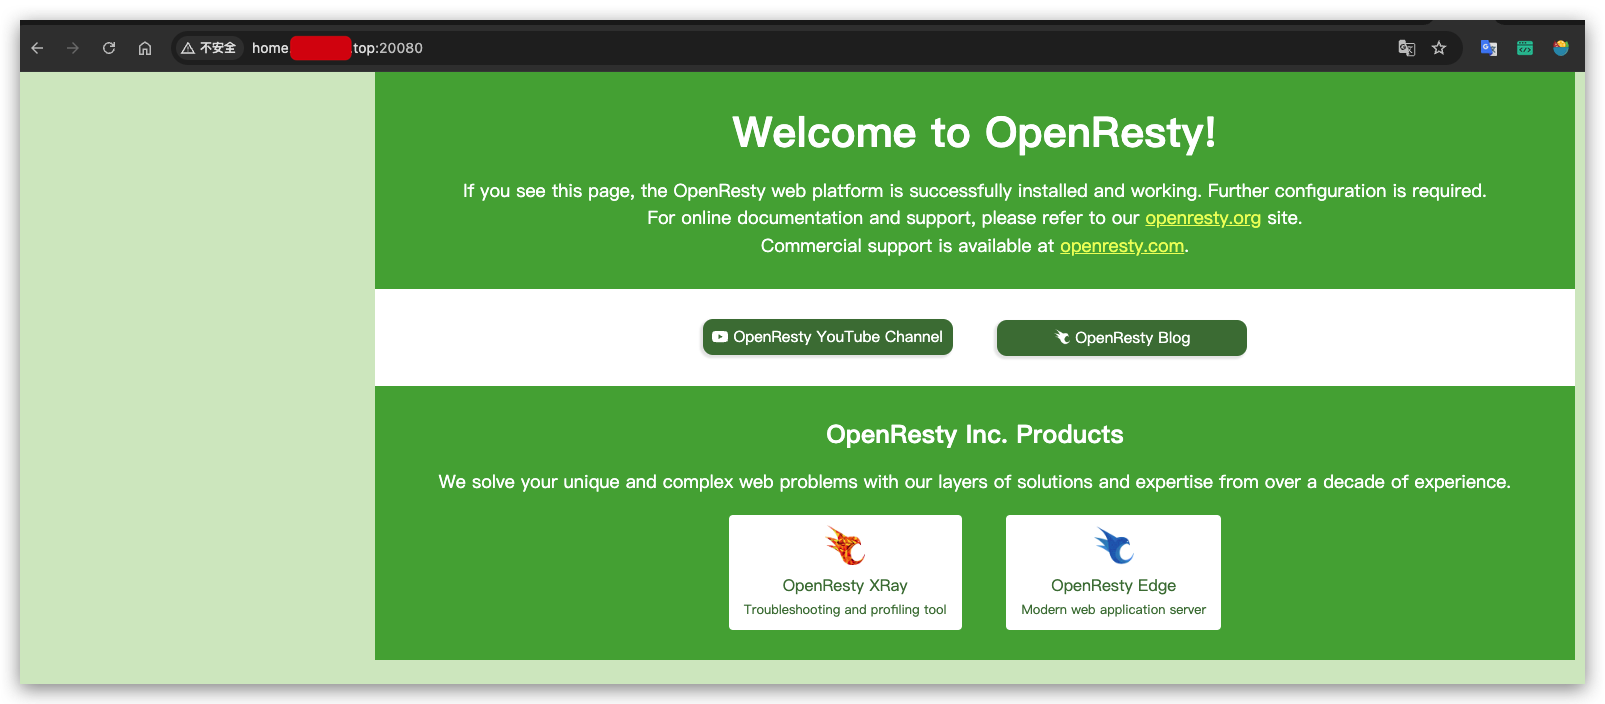 不安全 home top:20080
Welcome to OpenResty!
If you see this page, the OpenResty web platform is successfully installed and working. Further configuration is required.
For online documentation and support, please refer to our openresty.org site.
Commercial support is available at openresty.com.
OpenResty YouTube Channel
OpenResty Blog
OpenResty Inc. Products
We solve your unique and complex web problems with our layers of solutions and expertise from over a decade of experience.
OpenResty XRay
Troubleshooting and profiling tool
OpenResty Edge
Modern web application server